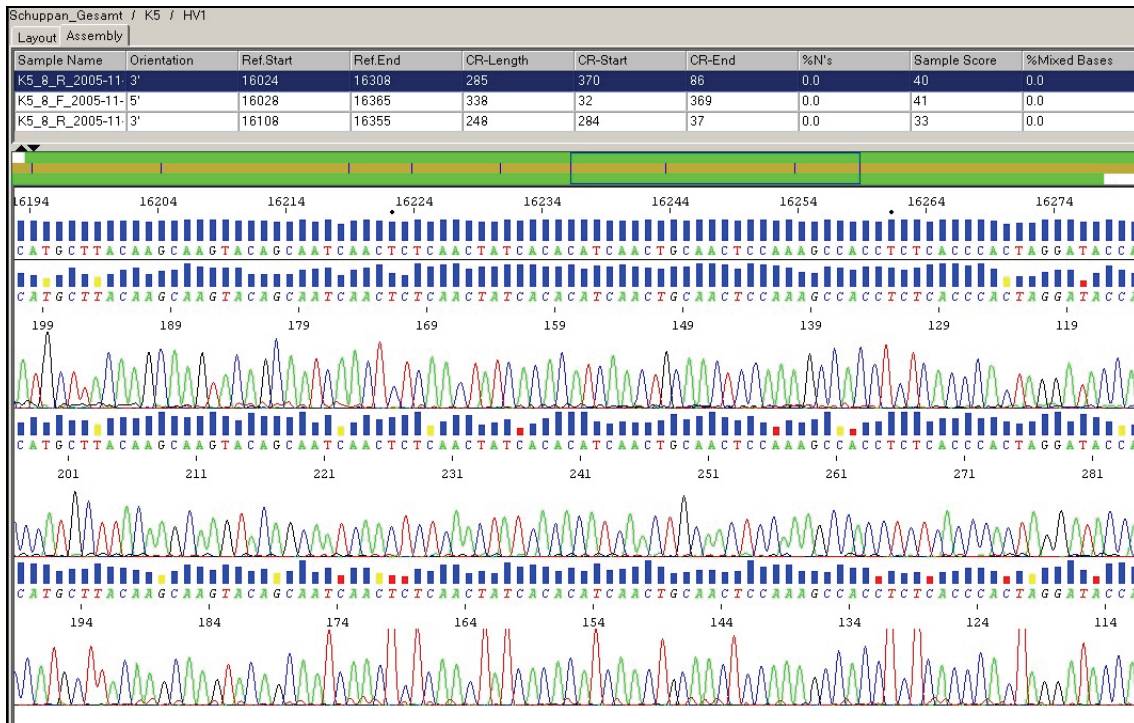 Schuppan_Gesamt / K5 / HV1
Layout Assembly
Sample Name Orientation Ref.Start Ref.End CR-Length CR-Start CR-End %N's Sample Score %Mixed Bases
K5_8_R_2005-11- 3' 16024 16308 285 370 86 0.0 40 0.0
K5_8_F_2005-11- 5' 16028 16365 338 32 369 0.0 41 0.0
K5_8_R_2005-11- 3' 16108 16355 248 284 37 0.0 33 0.0
16194 16204 16214 16224 16234 16244 16254 16264 16274
CATGCTTACAAGCAAGTACAGCAATCAACTCTCAACTATCACACATCAACTGCAACTCCAAAGCCACCTCTCACCCACTAGGATACCA
CATGCTTACAAGCAAGTACAGCAATCAACTCTCAACTATCACACATCAACTGCAACTCCAAAGCCACCTCTCACCCACTAGGATACCA
199 189 179 169 159 149 139 129 119
CATGCTTACAAGCAAGTACAGCAATCAACTCTCAACTATCACACATCAACTGCAACTCCAAAGCCACCTCTCACCCACTAGGATACCA
201 211 221 231 241 251 261 271 281
CATGCTTACAAGCAAGTACAGCAATCAACTCTCAACTATCACACATCAACTGCAACTCCAAAGCCACCTCTCACCCACTAGGATACCA
194 184 174 164 154 144 134 124 114